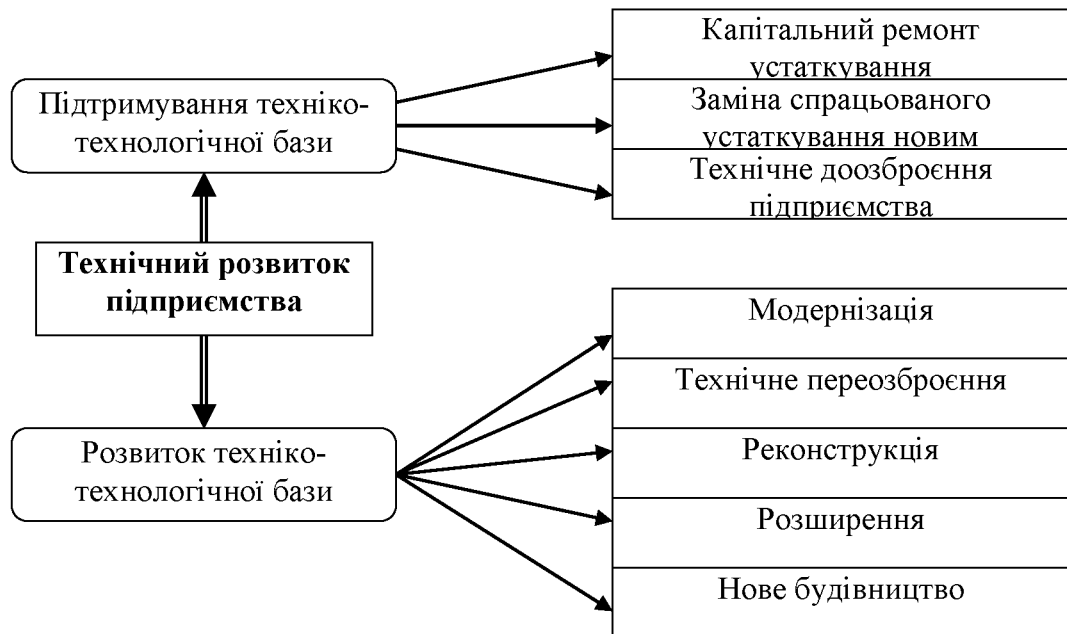 Підтримування техніко-
технологічної бази
Капітальний ремонт
устаткування
Заміна спрацьованого
устаткування новим
Технічне доозброєння
підприємства
Технічний розвиток
підприємства
Розвиток техніко-
технологічної бази
Модернізація
Технічне переозброєння
Реконструкція
Розширення
Нове будівництво